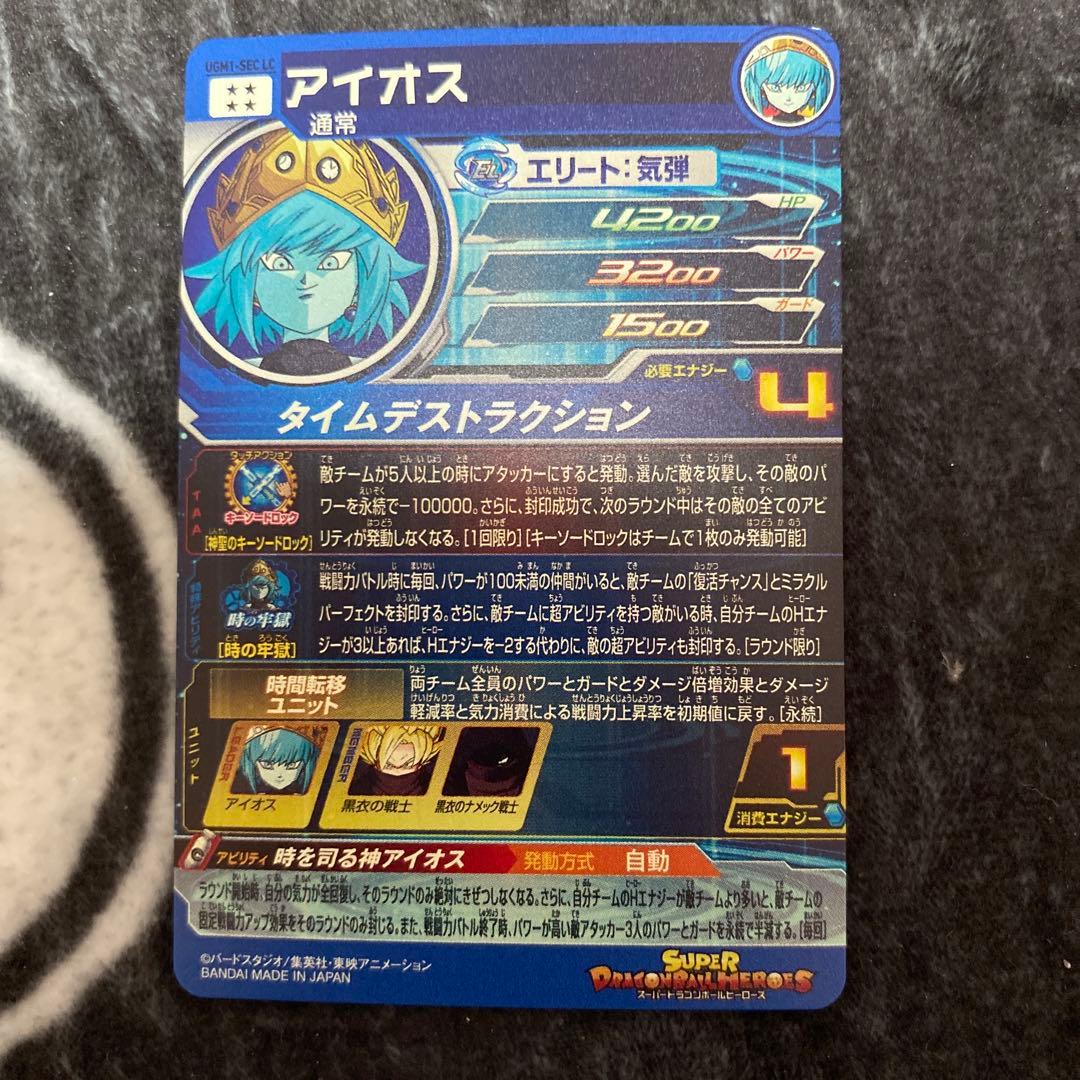 UGM1-SEC LC
アイオス
通常
エリート:気弾
HP
4200
パワー
3200
ガード
1500
必要エナジー
4
タイムデストラクション
タッチアクション
キーソードロック
[神聖のキーソードロック]
敵チームが5人以上の時にアタッカーにすると発動。選んだ敵を攻撃し、その敵のパ
ワーを永続で-100000。さらに、封印成功で、次のラウンド中はその敵の全てのアビ
リティが発動しなくなる。[1回限り][キーソードロックはチームで1枚のみ発動可能]
時の牢獄
[時の牢獄]
戦闘力バトル時に毎回、パワーが100未満の仲間がいると、敵チームの「復活チャンス」とミラクル
パーフェクトを封印する。さらに、敵チームに超アビリティを持つ敵がいる時、自分チームのHエナ
ジーが3以上あれば、Hエナジーを-2する代わりに、敵の超アビリティも封印する。[ラウンド限り]
ユニット
時間転移
ユニット
両チーム全員のパワーとガードとダメージ倍増効果とダメージ
軽減率と気力消費による戦闘力上昇率を初期値に戻す。[永続]
LEADER
アイオス
MEMBER
黒衣の戦士
黒衣のナメック戦士
1
消費エナジー
アビリティ 時を司る神アイオス 発動方式 自動
ラウンド開始時、自分の気力が全回復し、そのラウンドのみ絶対にきぜつしなくなる。さらに、自分チームのHエナジーが敵チームより多いと、敵チームの
固定戦闘力アップ効果をそのラウンドのみ封じる。また、戦闘力バトル終了時、パワーが高い敵アタッカー3人のパワーとガードを永続で半減する。[毎回]
©バードスタジオ/集英社・東映アニメーション
BANDAI MADE IN JAPAN
SUPER
DRAGONBALL HEROES
スーパードラゴンボールヒーローズ